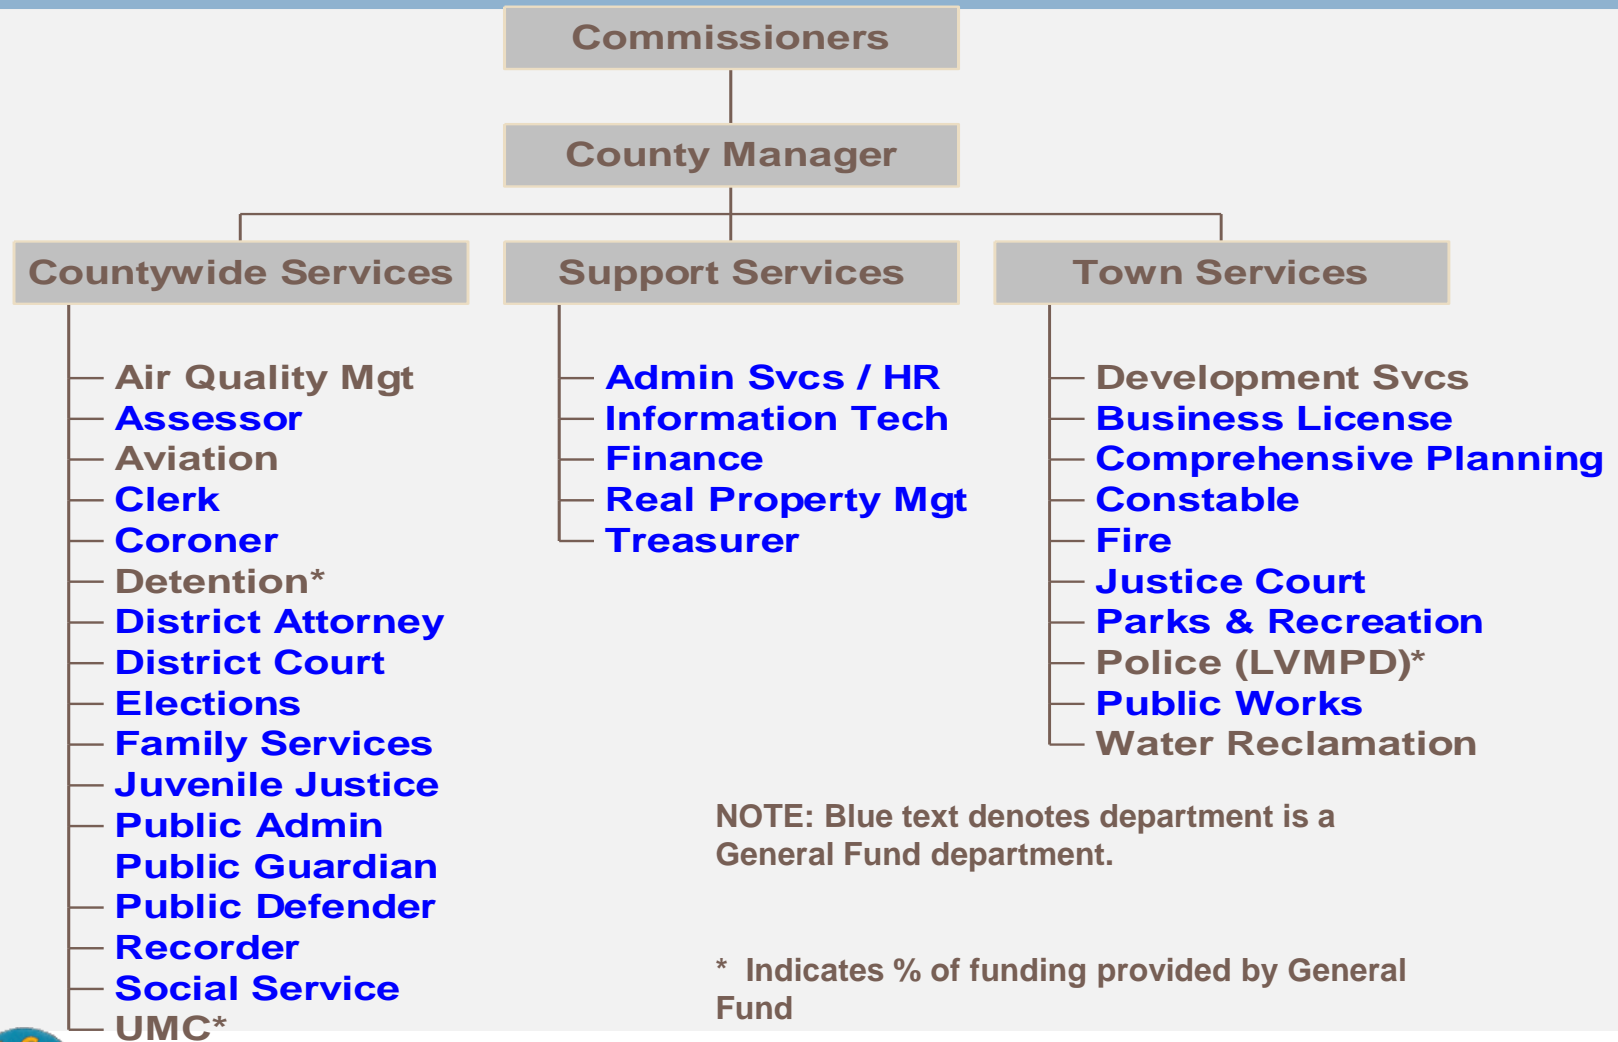 Commissioners
County Manager
Countywide Services
Air Quality Mgt
Assessor
Aviation
Clerk
Coroner
Detention*
District Attorney
District Court
Elections
Family Services
Juvenile Justice
Public Admin
Public Guardian
Public Defender
Recorder
Social Service
UMC*
Support Services
Admin Svcs / HR
Information Tech
Finance
Real Property Mgt
Treasurer
Town Services
Development Svcs
Business License
Comprehensive Planning
Constable
Fire
Justice Court
Parks & Recreation
Police (LVMPD)*
Public Works
Water Reclamation
NOTE: Blue text denotes department is a
General Fund department.
* Indicates % of funding provided by General
Fund